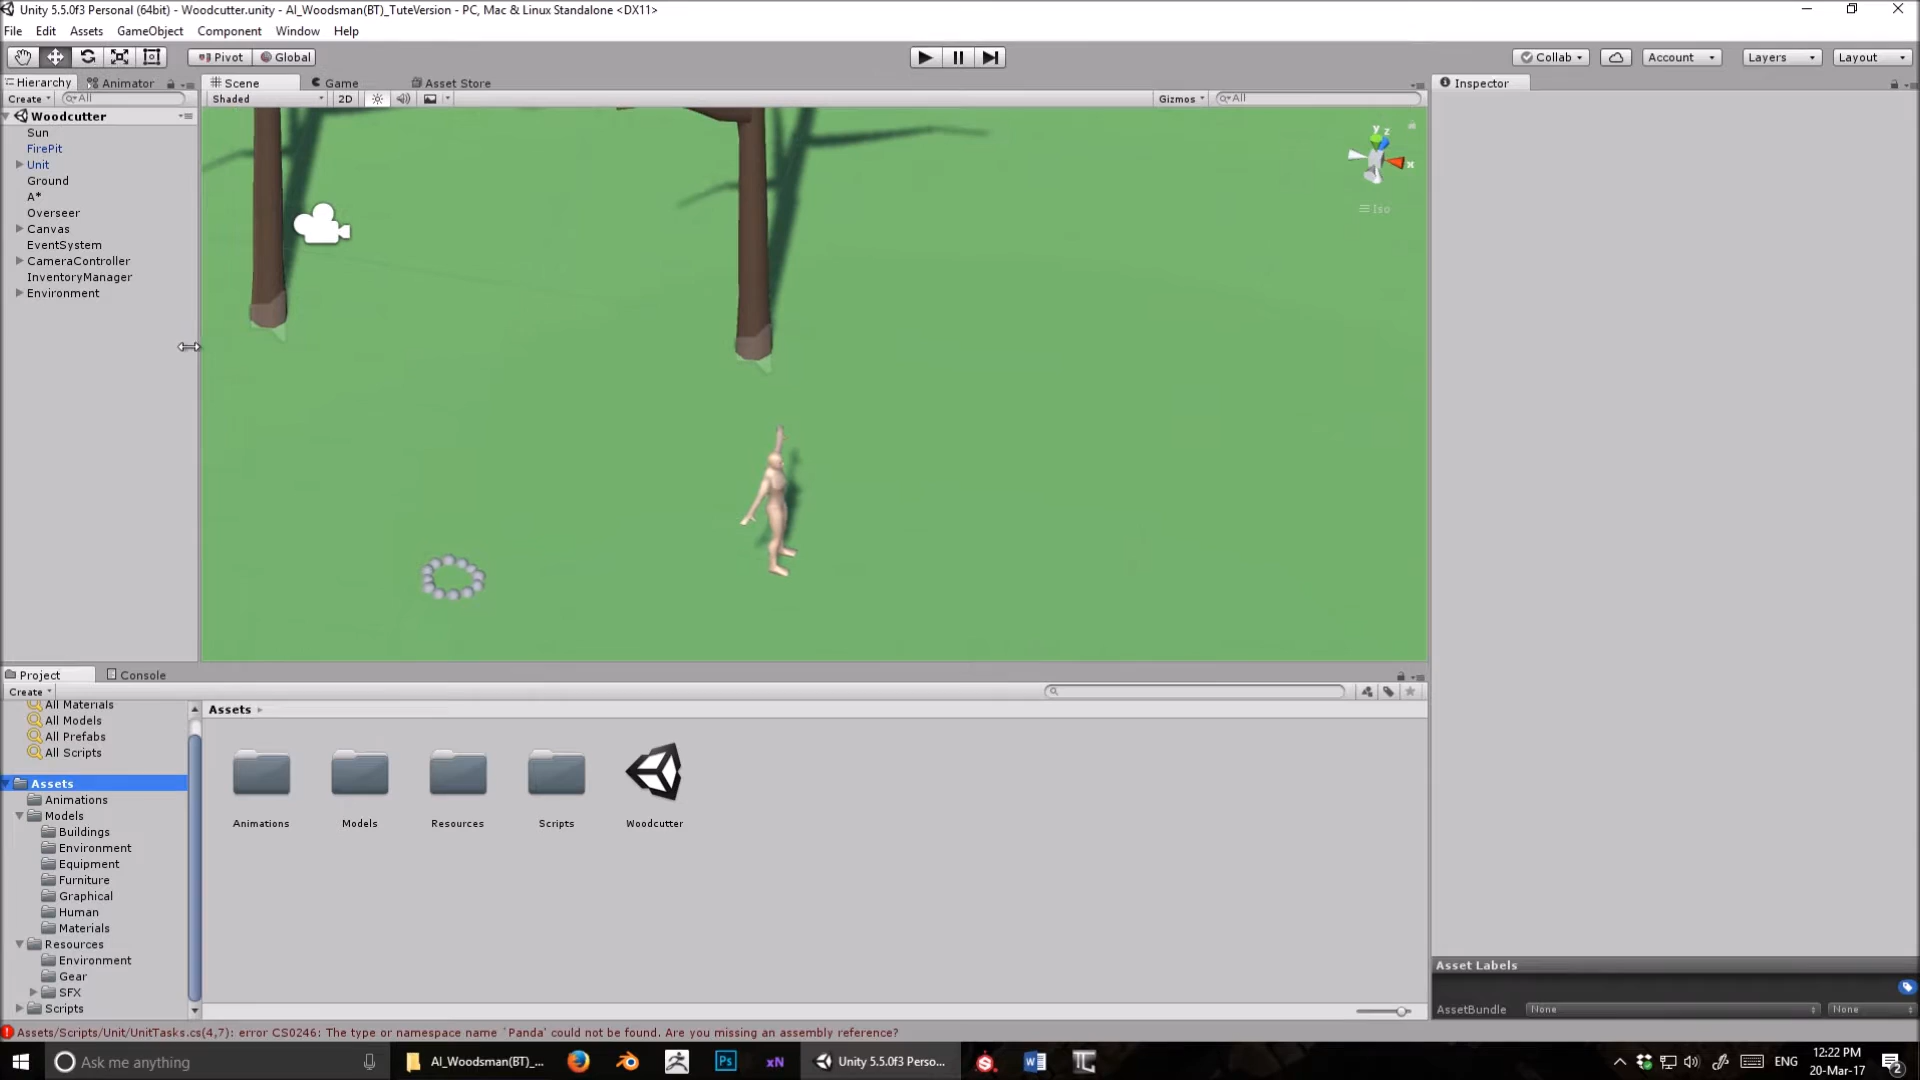 Unity 5.5.0f3 Personal (64bit) - Woodcutter.unity - AI_Woodsman(BT)_TuteVersion - PC, Mac & Linux Standalone <DX11>
File Edit Assets GameObject Component Window Help
Pivot Global Collab Account Layers Layout
Hierarchy Animator Scene Game Asset Store Inspector
Create All Shaded 2D Gizmos All
Woodcutter
Sun
FirePit
Unit
Ground
A*
Overseer
Canvas
EventSystem
CameraController
InventoryManager
Environment
y z
x
Iso
Project Console
Create
All Materials
All Models
All Prefabs
All Scripts
Assets
Animations
Models
Buildings
Environment
Equipment
Furniture
Graphical
Human
Materials
Resources
Environment
Gear
SFX
Scripts
Assets
Animations Models Resources Scripts Woodcutter
Asset Labels
AssetBundle None None
Assets/Scripts/Unit/UnitTasks.cs(4,7): error CS0246: The type or namespace name `Panda' could not be found. Are you missing an assembly reference?
Ask me anything
AI_Woodsman(BT)_...
Ps
xN
Unity 5.5.0f3 Perso...
ENG
12:22 PM
20-Mar-17
2